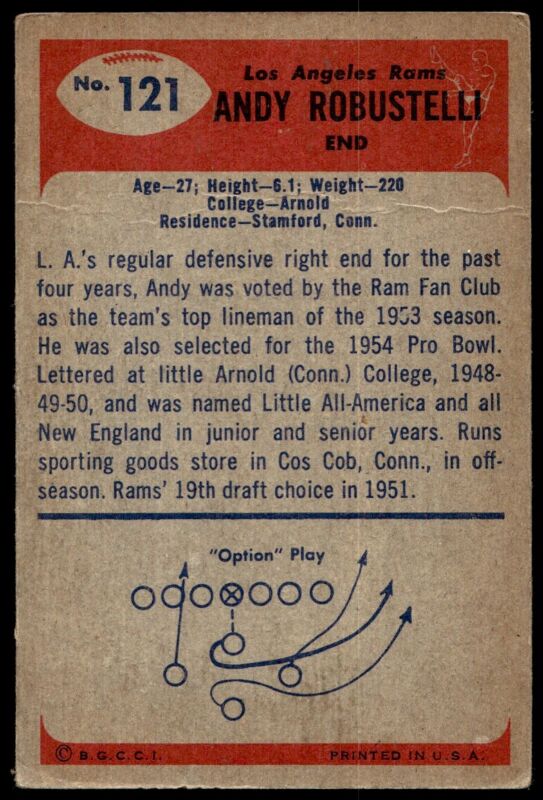 No. 121
Los Angeles Rams
ANDY ROBUSTELLI
END
Age—27; Height—6.1; Weight—220
College—Arnold
Residence—Stamford, Conn.
L. A.'s regular defensive right end for the past
four years, Andy was voted by the Ram Fan Club
as the team's top lineman of the 1953 season.
He was also selected for the 1954 Pro Bowl.
Lettered at little Arnold (Conn.) College, 1948-
49-50, and was named Little All-America and all
New England in junior and senior years. Runs
sporting goods store in Cos Cob, Conn., in off-
season. Rams' 19th draft choice in 1951.
"Option" Play
© B.G.C.C.I.
PRINTED IN U.S.A.